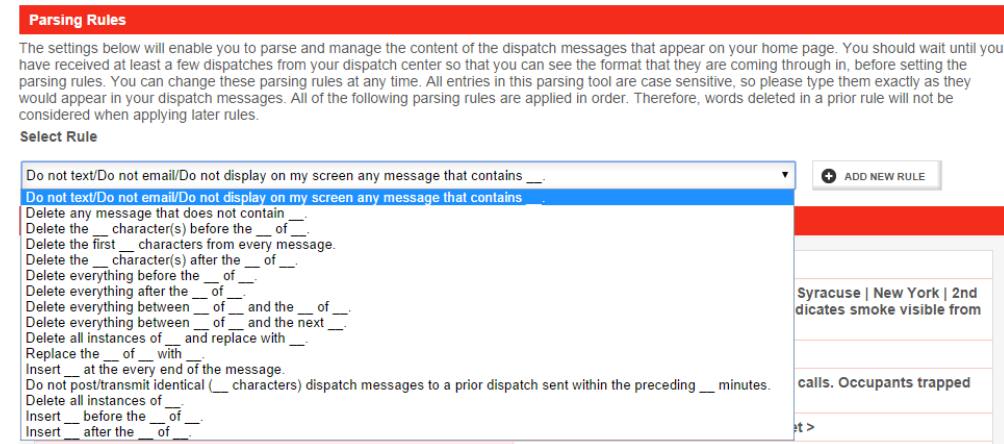 Parsing Rules
The settings below will enable you to parse and manage the content of the dispatch messages that appear on your home page. You should wait until you
have received at least a few dispatches from your dispatch center so that you can see the format that they are coming through in, before setting the
parsing rules. You can change these parsing rules at any time. All entries in this parsing tool are case sensitive, so please type them exactly as they
would appear in your dispatch messages. All of the following parsing rules are applied in order. Therefore, words deleted in a prior rule will not be
considered when applying later rules.
Select Rule
Do not text/Do not email/Do not display on my screen any message that contains __.
ADD NEW RULE
Do not text/Do not email/Do not display on my screen any message that contains __.
Delete any message that does not contain __.
Delete the __ character(s) before the __ of __.
Delete the first __ characters from every message.
Delete the __ character(s) after the __ of __.
Delete everything before the __ of __.
Delete everything after the __ of __.
Delete everything between __ of __ and the __ of __.
Delete everything between __ of __ and the next __.
Delete all instances of __ and replace with __.
Replace the __ of __ with __.
Insert __ at the every end of the message.
Do not post/transmit identical (__ characters) dispatch messages to a prior dispatch sent within the preceding __ minutes.
Delete all instances of __.
Insert __ before the __ of __.
Insert __ after the __ of __.
Syracuse | New York | 2nd
dicates smoke visible from
calls. Occupants trapped
et >